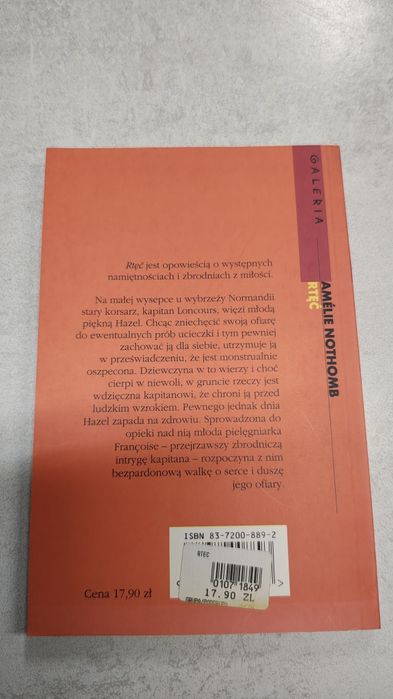 GALERIA
AMÉLIE NOTHOMB
RTĘĆ
Rtęć jest opowieścią o występnych
namiętnościach i zbrodniach z miłości.
Na małej wysepce u wybrzeży Normandii
stary korsarz, kapitan Loncours, więzi młodą
piękną Hazel. Chcąc zniechęcić swoją ofiarę
do ewentualnych prób ucieczki i tym pewniej
zachować ją dla siebie, utrzymuje ją
w przeświadczeniu, że jest monstrualnie
oszpecona. Dziewczyna w to wierzy i choć
cierpi w niewoli, w gruncie rzeczy jest
wdzięczna kapitanowi, że chroni ją przed
ludzkim wzrokiem. Pewnego jednak dnia
Hazel zapada na zdrowiu. Sprowadzona do
opieki nad nią młoda pielęgniarka
Françoise – przejrzawszy zbrodniczą
intrygę kapitana – rozpoczyna z nim
bezpardonową walkę o serce i duszę
jego ofiary.
ISBN 83-7200-889-2
RTEC
0107 1849
17.90 ZL
Cena 17,90 zł